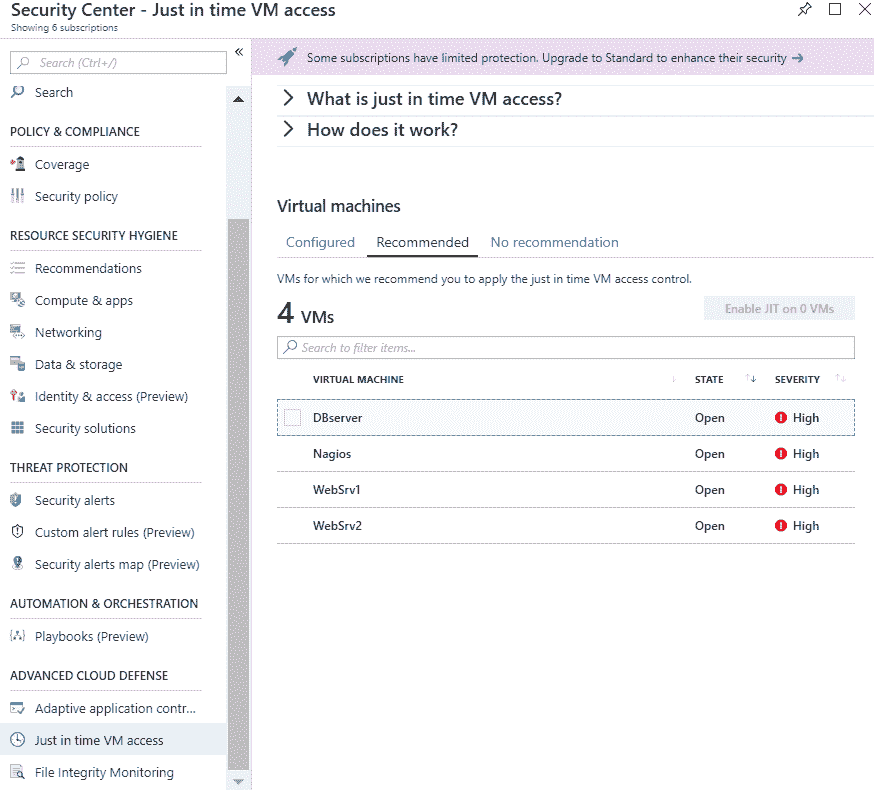 Security Center - Just in time VM access
Showing 6 subscriptions
Search (Ctrl+/)
«
Search
POLICY & COMPLIANCE
Coverage
Security policy
RESOURCE SECURITY HYGIENE
Recommendations
Compute & apps
Networking
Data & storage
Identity & access (Preview)
Security solutions
THREAT PROTECTION
Security alerts
Custom alert rules (Preview)
Security alerts map (Preview)
AUTOMATION & ORCHESTRATION
Playbooks (Preview)
ADVANCED CLOUD DEFENSE
Adaptive application contr...
Just in time VM access
File Integrity Monitoring
Some subscriptions have limited protection. Upgrade to Standard to enhance their security →
What is just in time VM access?
How does it work?
Virtual machines
Configured Recommended No recommendation
VMs for which we recommend you to apply the just in time VM access control.
4 VMs Enable JIT on 0 VMs
Search to filter items...
VIRTUAL MACHINE STATE SEVERITY
DBserver Open High
Nagios Open High
WebSrv1 Open High
WebSrv2 Open High